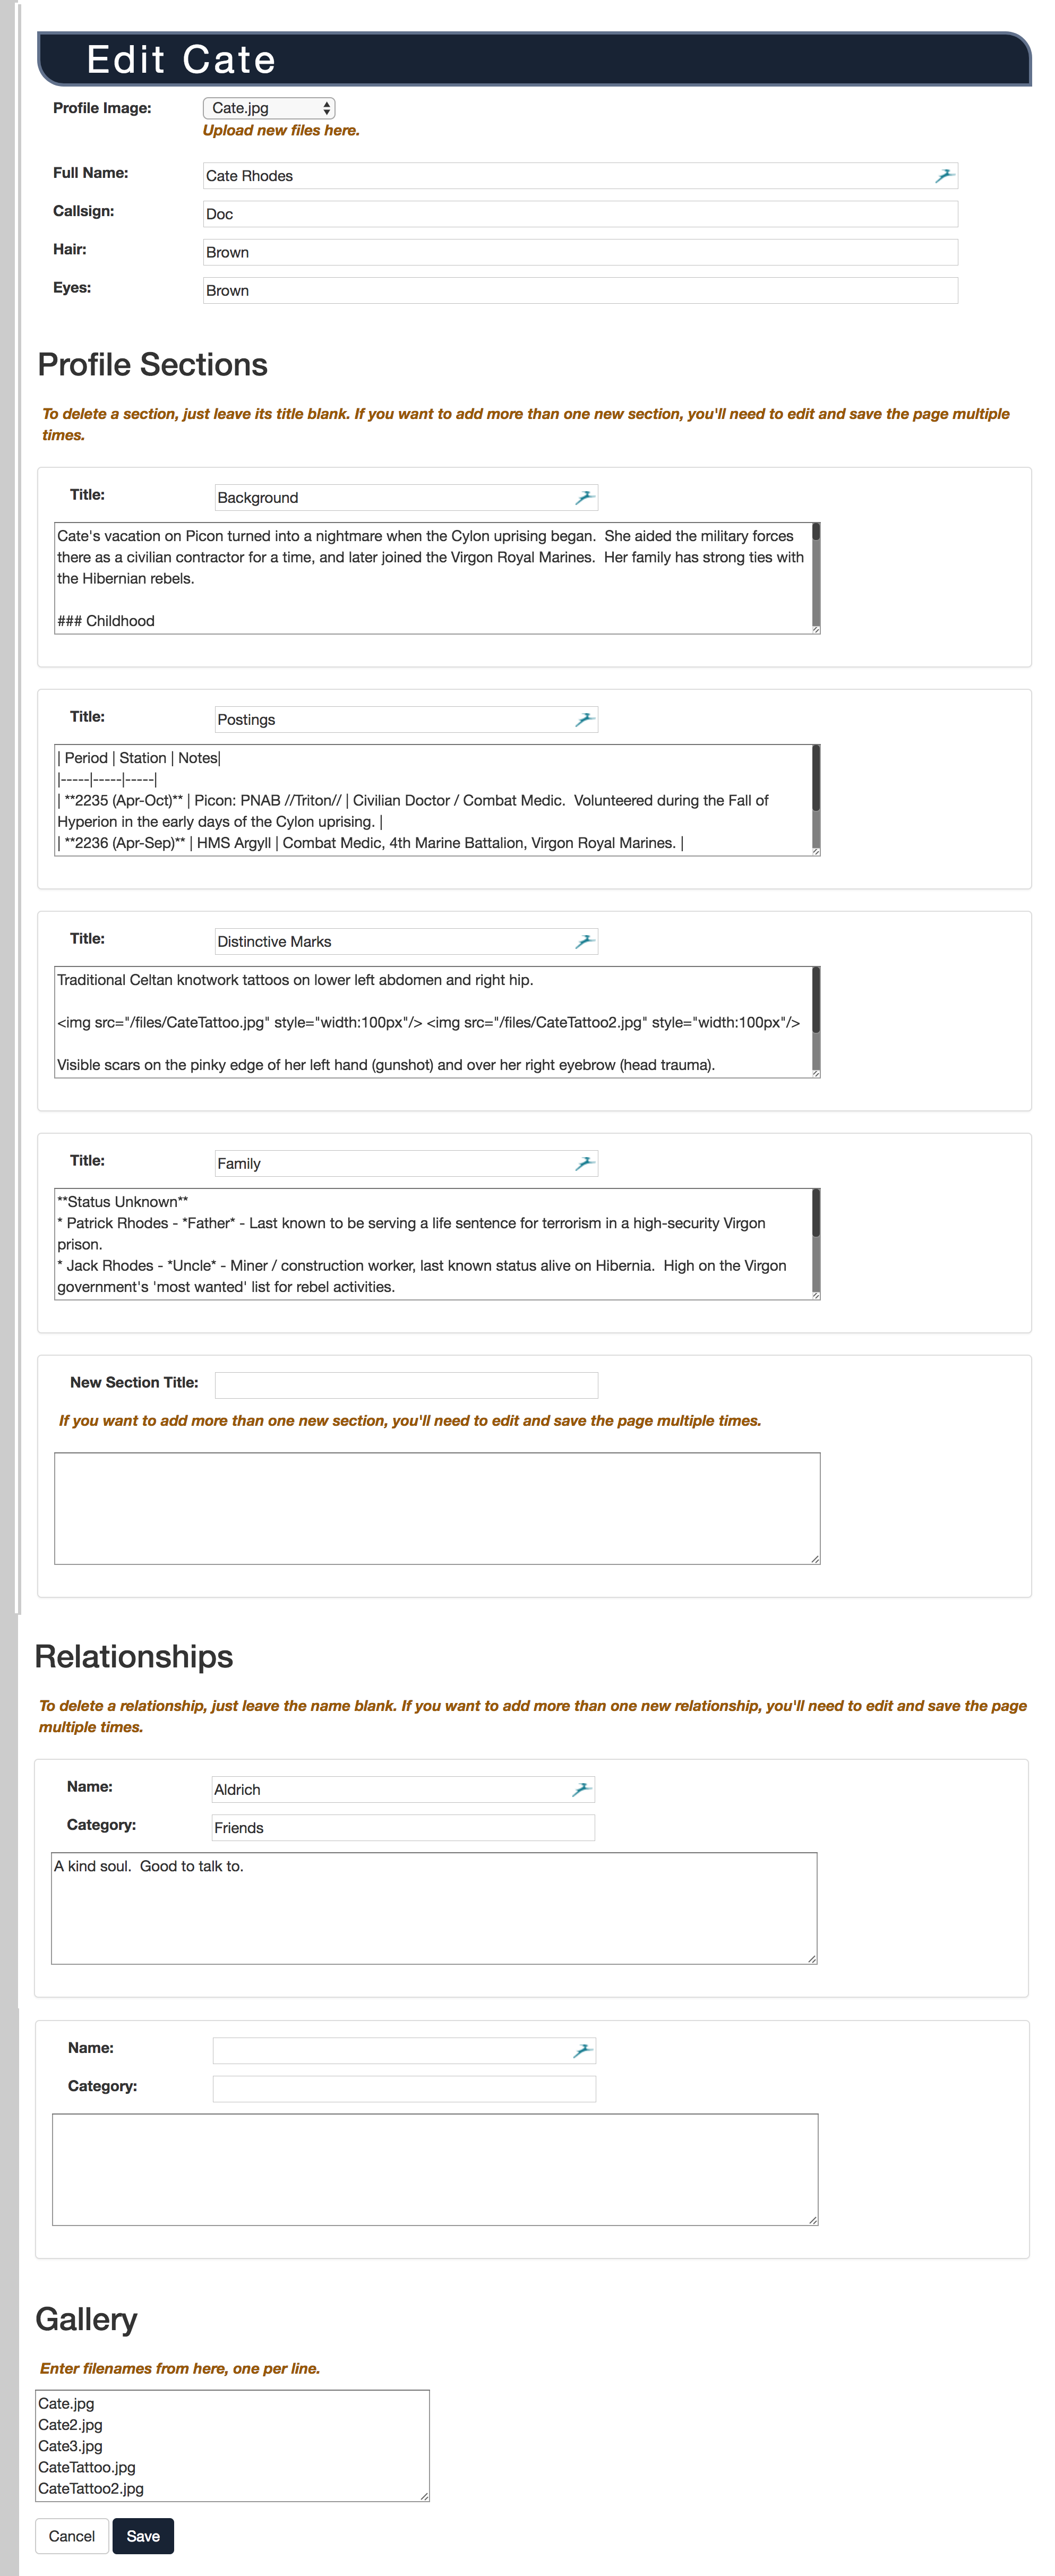 Edit Cate
Profile Image: Cate.jpg
Upload new files here.
Full Name: Cate Rhodes
Callsign: Doc
Hair: Brown
Eyes: Brown
Profile Sections
To delete a section, just leave its title blank. If you want to add more than one new section, you'll need to edit and save the page multiple
times.
Title: Background
Cate's vacation on Picon turned into a nightmare when the Cylon uprising began.  She aided the military forces
there as a civilian contractor for a time, and later joined the Virgon Royal Marines.  Her family has strong ties with
the Hibernian rebels.
### Childhood
Title: Postings
| Period | Station | Notes|
|-----|-----|-----|
| **2235 (Apr-Oct)** | Picon: PNAB //Triton// | Civilian Doctor / Combat Medic.  Volunteered during the Fall of
Hyperion in the early days of the Cylon uprising. |
| **2236 (Apr-Sep)** | HMS Argyll | Combat Medic, 4th Marine Battalion, Virgon Royal Marines. |
Title: Distinctive Marks
Traditional Celtan knotwork tattoos on lower left abdomen and right hip.
<img src="/files/CateTattoo.jpg" style="width:100px"/> <img src="/files/CateTattoo2.jpg" style="width:100px"/>
Visible scars on the pinky edge of her left hand (gunshot) and over her right eyebrow (head trauma).
Title: Family
**Status Unknown**
* Patrick Rhodes - *Father* - Last known to be serving a life sentence for terrorism in a high-security Virgon
prison.
* Jack Rhodes - *Uncle* - Miner / construction worker, last known status alive on Hibernia.  High on the Virgon
government's 'most wanted' list for rebel activities.
New Section Title:
If you want to add more than one new section, you'll need to edit and save the page multiple times.
Relationships
To delete a relationship, just leave the name blank. If you want to add more than one new relationship, you'll need to edit and save the page
multiple times.
Name: Aldrich
Category: Friends
A kind soul.  Good to talk to.
Name:
Category:
Gallery
Enter filenames from here, one per line.
Cate.jpg
Cate2.jpg
Cate3.jpg
CateTattoo.jpg
CateTattoo2.jpg
Cancel Save